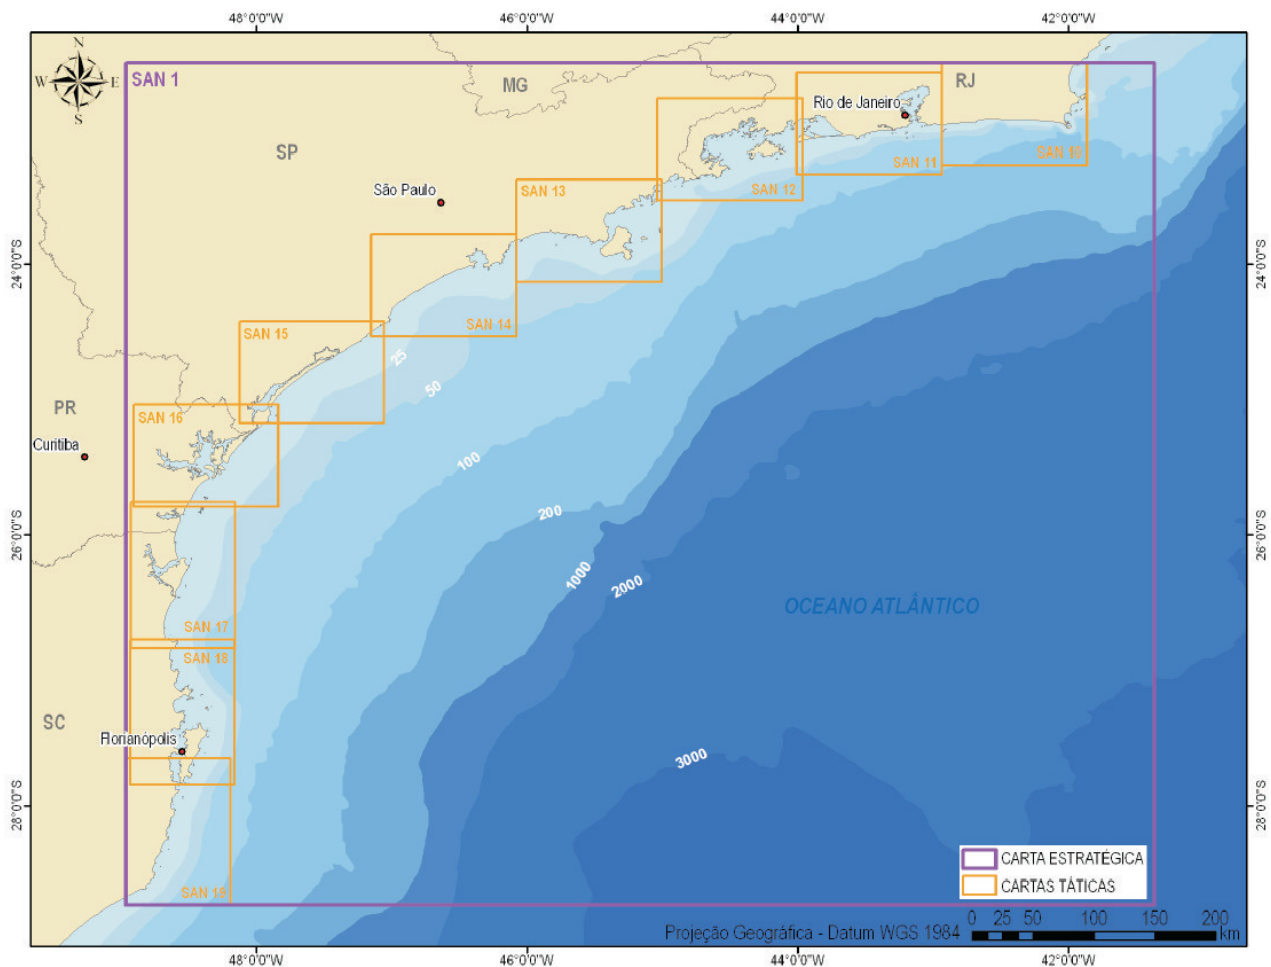 48°0'0"W
46°0'0"W
44°0'0"W
42°0'0"W
N
W
E
S
SAN 1
MG
RJ
Rio de Janeiro
SP
SAN 11
SAN 10
São Paulo
SAN 13
SAN 12
24°0'0"S
24°0'0"S
SAN 15
SAN 14
25
50
PR
SAN 16
Curitiba
100
200
26°0'0"S
26°0'0"S
1000
2000
OCEANO ATLÂNTICO
SAN 17
SAN 18
SC
Florianópolis
3000
28°0'0"S
28°0'0"S
CARTA ESTRATÉGICA
CARTAS TÁTICAS
SAN 19
0 25 50 100 150 200
km
Projeção Geográfica - Datum WGS 1984
48°0'0"W
46°0'0"W
44°0'0"W
42°0'0"W